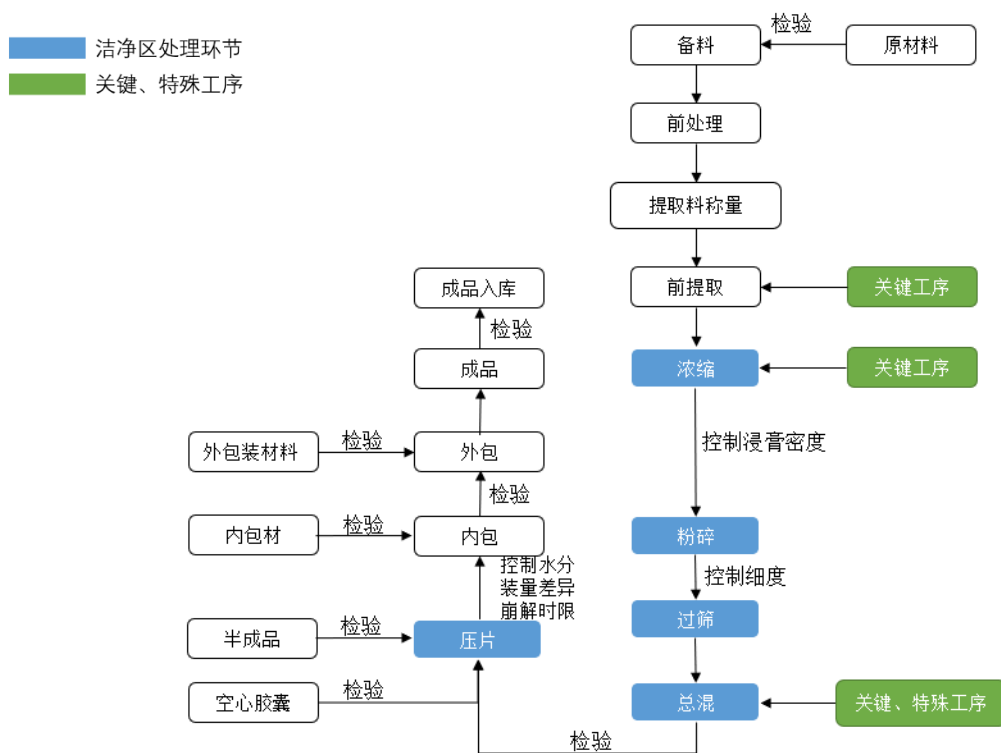 洁净区处理环节
关键、特殊工序
备料
检验
原材料
前处理
提取料称量
前提取
关键工序
浓缩
关键工序
控制浸膏密度
粉碎
控制细度
过筛
总混
关键、特殊工序
检验
成品入库
检验
成品
外包装材料
检验
外包
检验
内包材
检验
内包
控制水分
装量差异
崩解时限
半成品
检验
压片
空心胶囊
检验